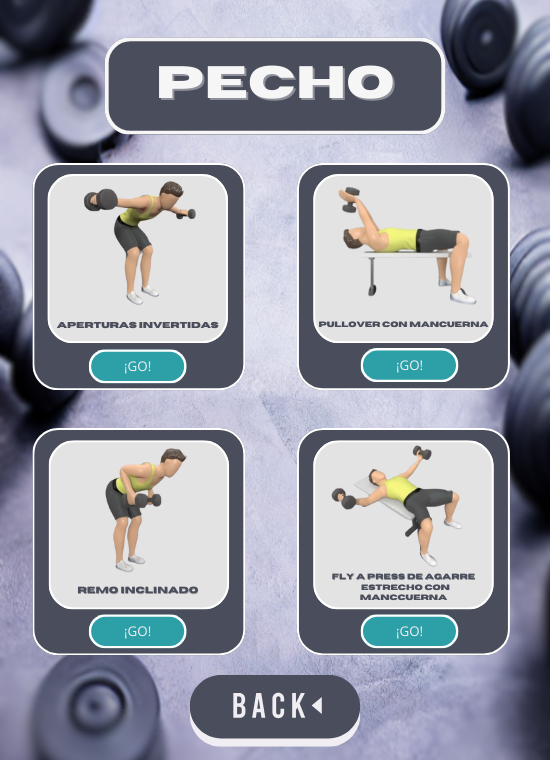 PECHO
APERTURAS INVERTIDAS
¡GO!
PULLOVER CON MANCUERNA
¡GO!
REMO INCLINADO
¡GO!
FLY A PRESS DE AGARRE
ESTRECHO CON
MANCCUERNA
¡GO!
BACK